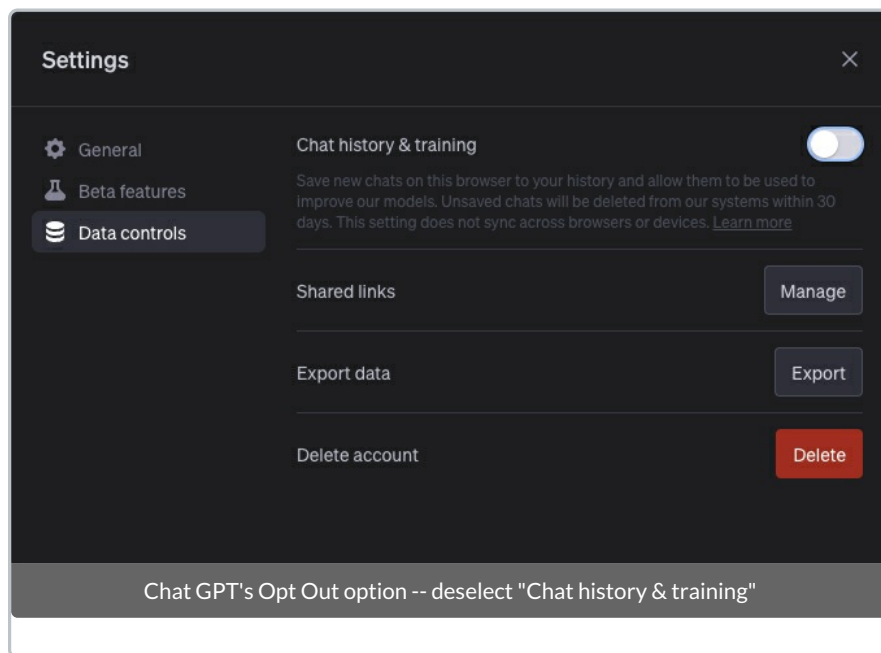 Settings
General
Beta features
Data controls
Chat history & training
Save new chats on this browser to your history and allow them to be used to
improve our models. Unsaved chats will be deleted from our systems within 30
days. This setting does not sync across browsers or devices. Learn more
Shared links
Manage
Export data
Export
Delete account
Delete
Chat GPT's Opt Out option -- deselect "Chat history & training"